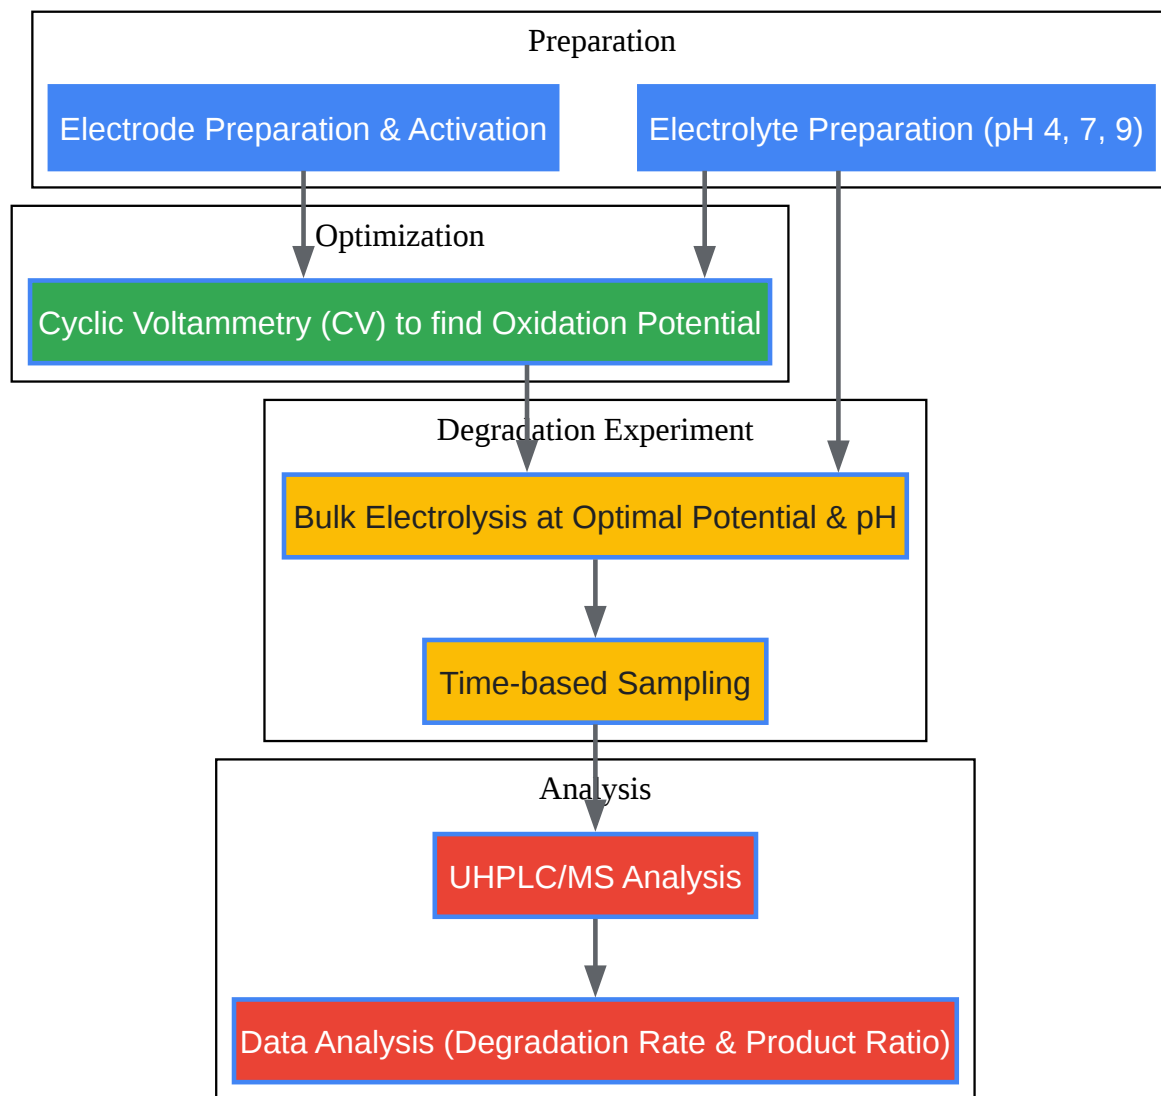 Preparation
Electrode Preparation & Activation
Electrolyte Preparation (pH 4, 7, 9)
Optimization
Cyclic Voltammetry (CV) to find Oxidation Potential
Degradation Experiment
Bulk Electrolysis at Optimal Potential & pH
Time-based Sampling
Analysis
UHPLC/MS Analysis
Data Analysis (Degradation Rate & Product Ratio)